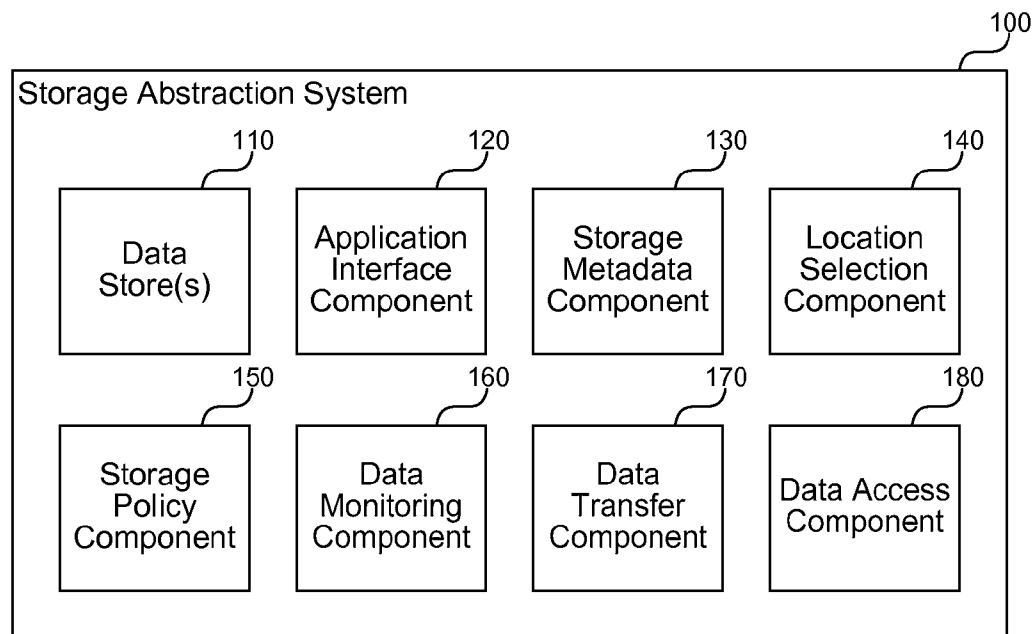 100
Storage Abstraction System
110
120
130
140
Data
Store(s)
Application
Interface
Component
Storage
Metadata
Component
Location
Selection
Component
150
160
170
180
Storage
Policy
Component
Data
Monitoring
Component
Data
Transfer
Component
Data Access
Component